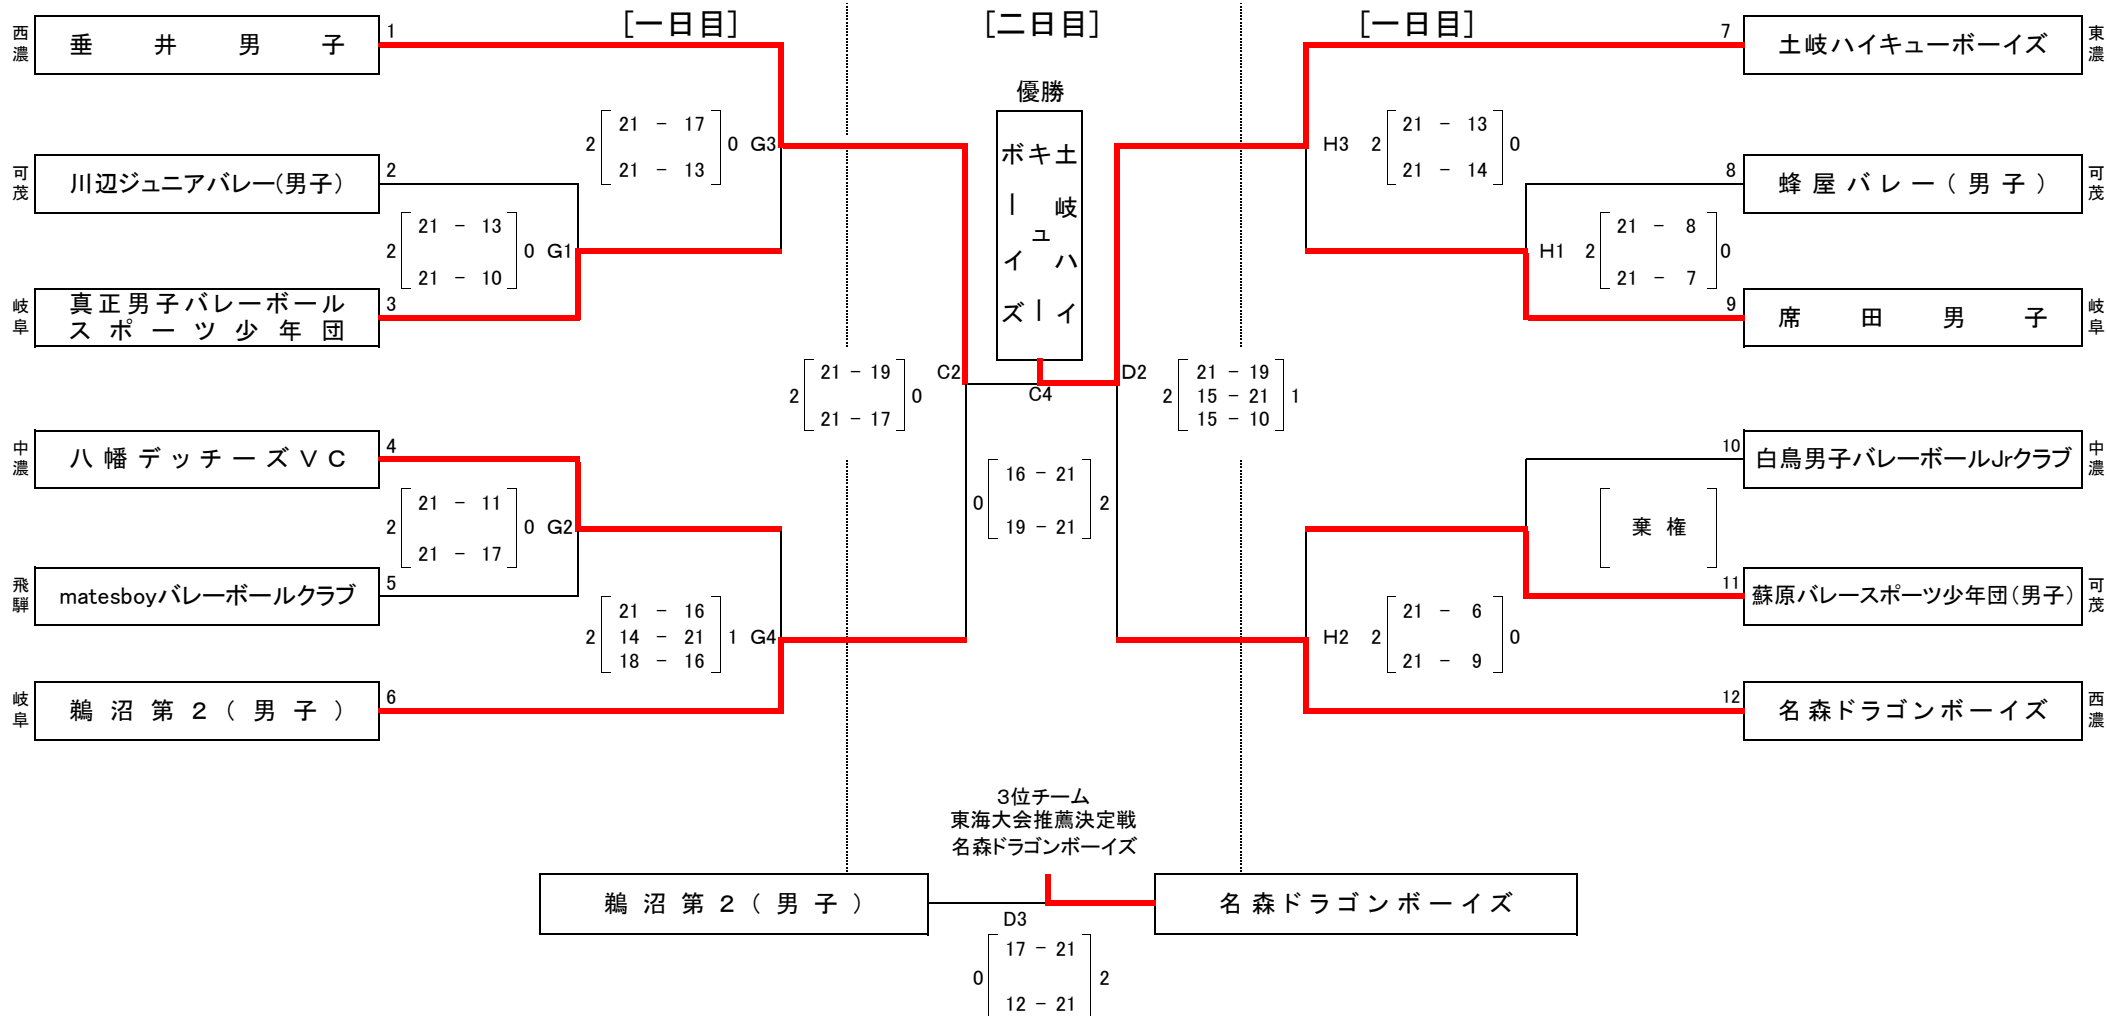 [一日目]
[二日目]
[一日目]
西濃
垂井男子
1
可茂
川辺ジュニアバレー(男子)
2
岐阜
真正男子バレーボール
スポーツ少年団
3
中濃
八幡デッチーズVC
4
飛騨
matesboyバレーボールクラブ
5
岐阜
鵜沼第2(男子)
6
2 21 - 17 0 G3
21 - 13
2 21 - 13 0 G1
21 - 10
2 21 - 11 0 G2
21 - 17
2 21 - 16 1 G4
14 - 21
18 - 16
2 21 - 19 0 C2
21 - 17
優勝
土岐ハイキューボーイズ
C4
0 16 - 21 2
19 - 21
D2 2 21 - 19 1
15 - 21
15 - 10
H3 2 21 - 13 0
21 - 14
H1 2 21 - 8 0
21 - 7
棄権
H2 2 21 - 6 0
21 - 9
7
土岐ハイキューボーイズ
東濃
8
蜂屋バレー(男子)
可茂
9
席田男子
岐阜
10
白鳥男子バレーボールJrクラブ
中濃
11
蘇原バレースポーツ少年団(男子)
可茂
12
名森ドラゴンボーイズ
西濃
3位チーム
東海大会推薦決定戦
名森ドラゴンボーイズ
鵜沼第2(男子)
名森ドラゴンボーイズ
D3
0 17 - 21 2
12 - 21